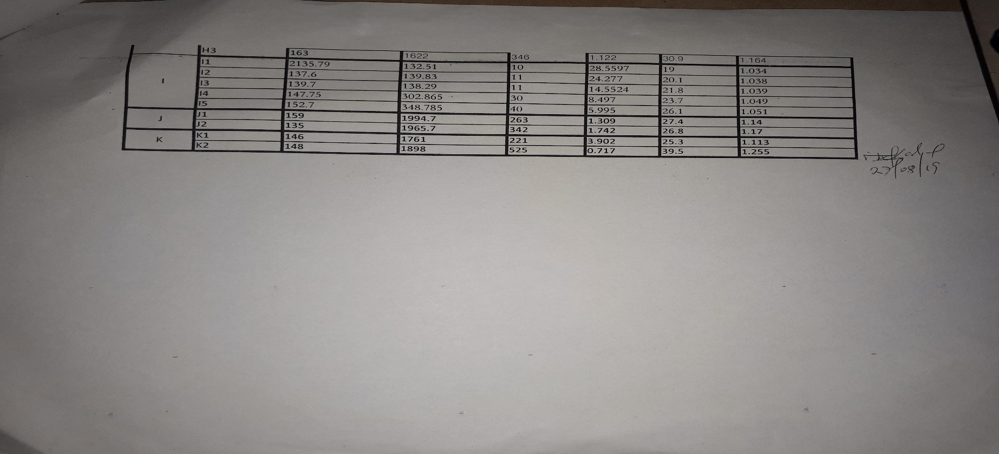 H3 163 1622 346 1.122 30.9 1.164
I1 2135.79 132.51 10 28.5597 19 1.034
I2 137.6 139.83 11 24.277 20.1 1.038
I I3 139.7 138.29 11 14.5524 21.8 1.039
I4 147.75 302.865 30 8.497 23.7 1.049
I5 152.7 348.785 40 5.995 26.1 1.051
J J1 159 1994.7 263 1.309 27.4 1.14
J2 135 1965.7 342 1.742 26.8 1.17
K K1 146 1761 221 3.902 25.3 1.113
K2 148 1898 525 0.717 39.5 1.255
27/08/19